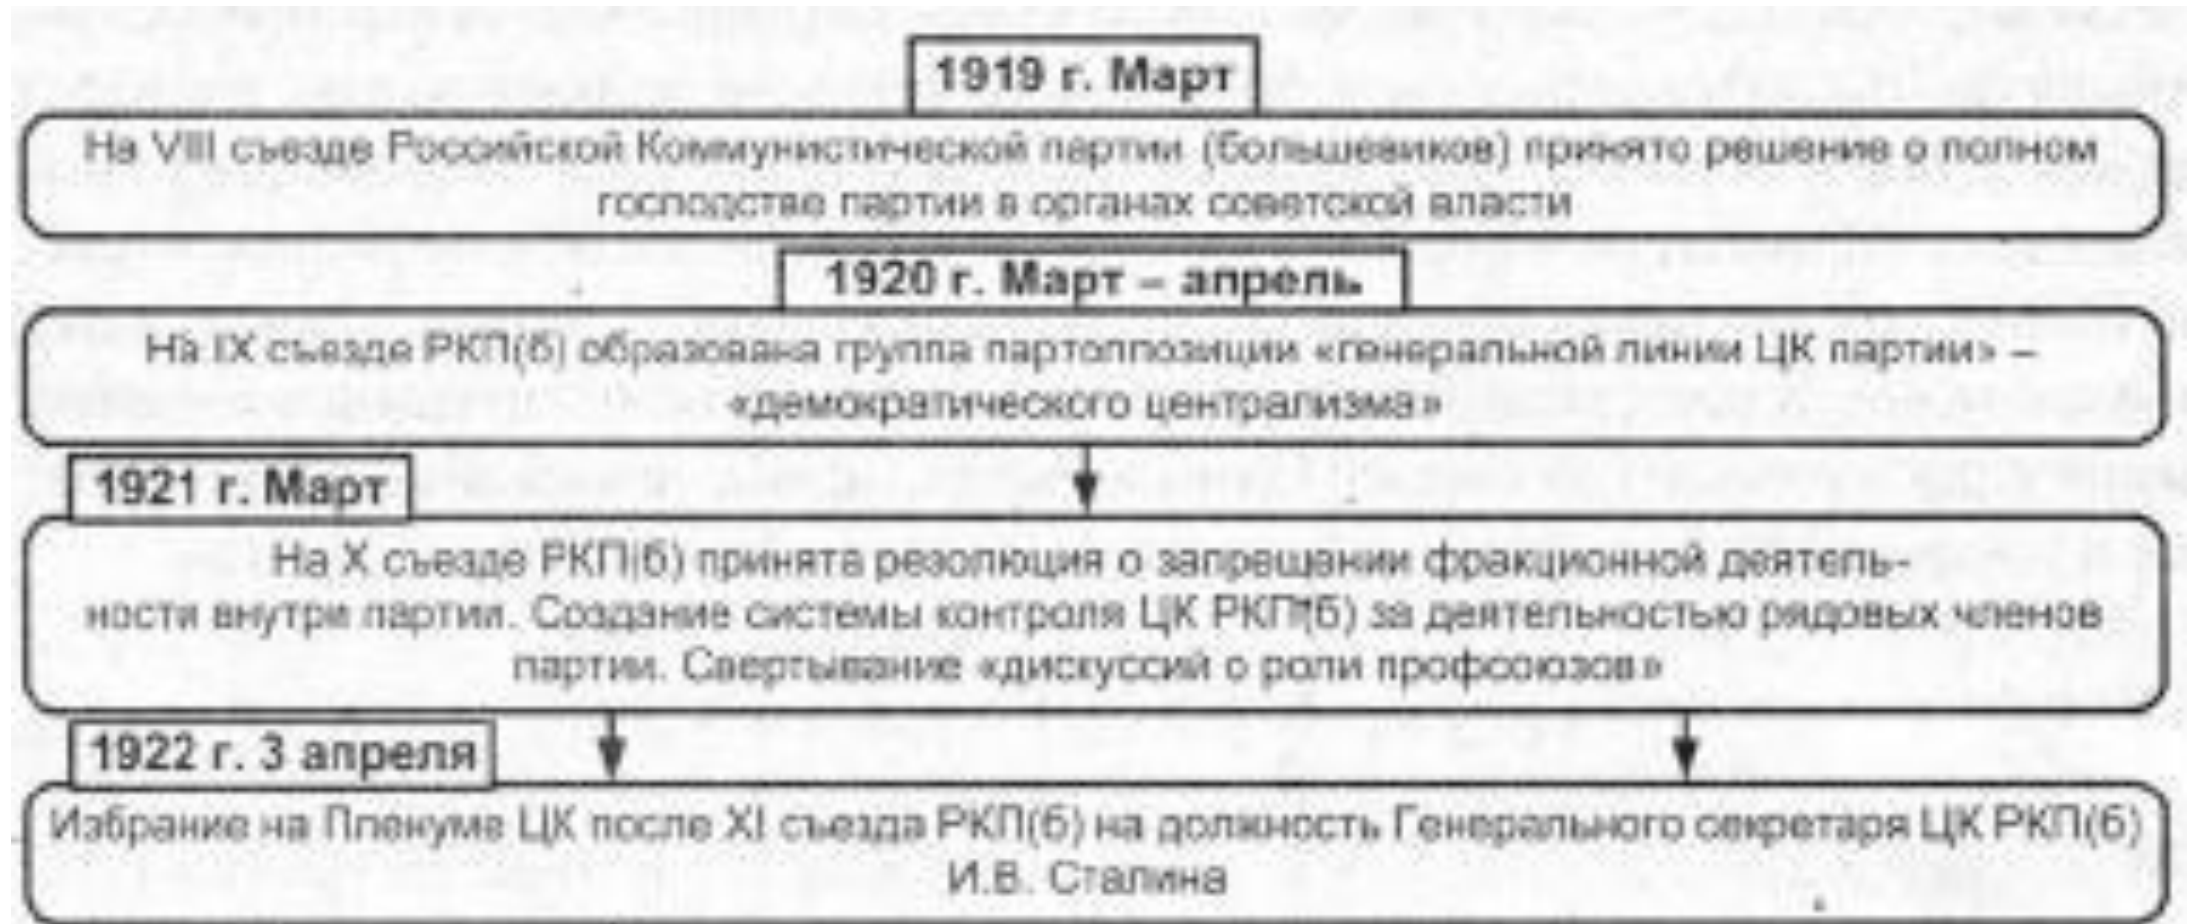 1919 г. Март
На VIII съезде Российской Коммунистической партии (большевиков) принято решение о полном
господстве партии в органах советской власти
1920 г. Март – апрель
На IX съезде РКП(б) образована группа партоппозиции «генеральной линии ЦК партии» –
«демократического централизма»
1921 г. Март
На X съезде РКП(б) принята резолюция о запрещении фракционной деятель-
ности внутри партии. Создание системы контроля ЦК РКП(б) за деятельностью рядовых членов
партии. Свертывание «дискуссий о роли профсоюзов»
1922 г. 3 апреля
Избрание на Пленуме ЦК после XI съезда РКП(б) на должность Генерального секретаря ЦК РКП(б)
И.В. Сталина